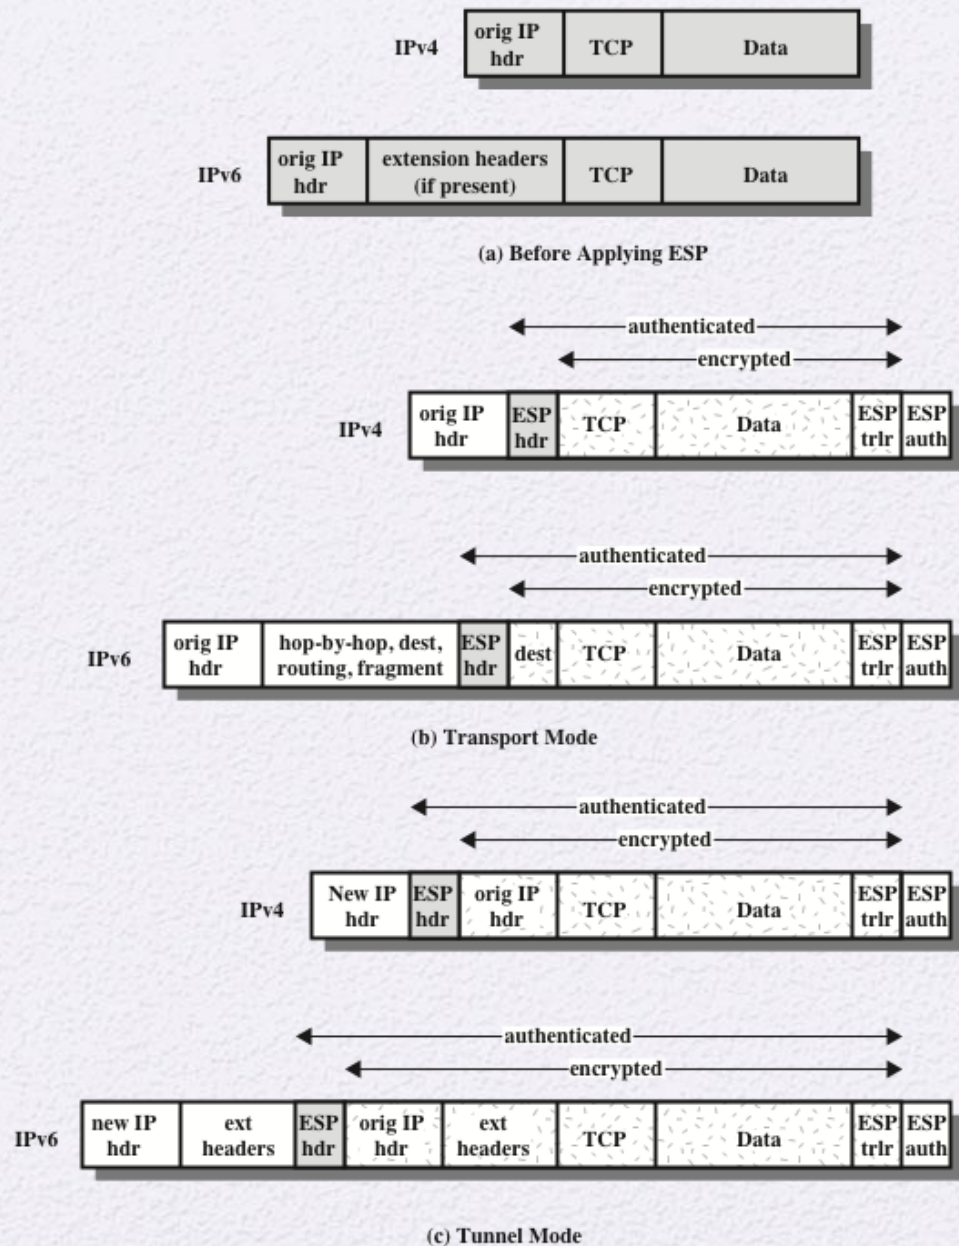 IPv4
orig IP
hdr
TCP
Data
IPv6
orig IP
hdr
extension headers
(if present)
TCP
Data
(a) Before Applying ESP
authenticated
encrypted
IPv4
orig IP
hdr
ESP
hdr
TCP
Data
ESP
trlr
ESP
auth
authenticated
encrypted
IPv6
orig IP
hdr
hop-by-hop, dest,
routing, fragment
ESP
hdr
dest
TCP
Data
ESP
trlr
ESP
auth
(b) Transport Mode
authenticated
encrypted
IPv4
New IP
hdr
ESP
hdr
orig IP
hdr
TCP
Data
ESP
trlr
ESP
auth
authenticated
encrypted
IPv6
new IP
hdr
ext
headers
ESP
hdr
orig IP
hdr
ext
headers
TCP
Data
ESP
trlr
ESP
auth
(c) Tunnel Mode